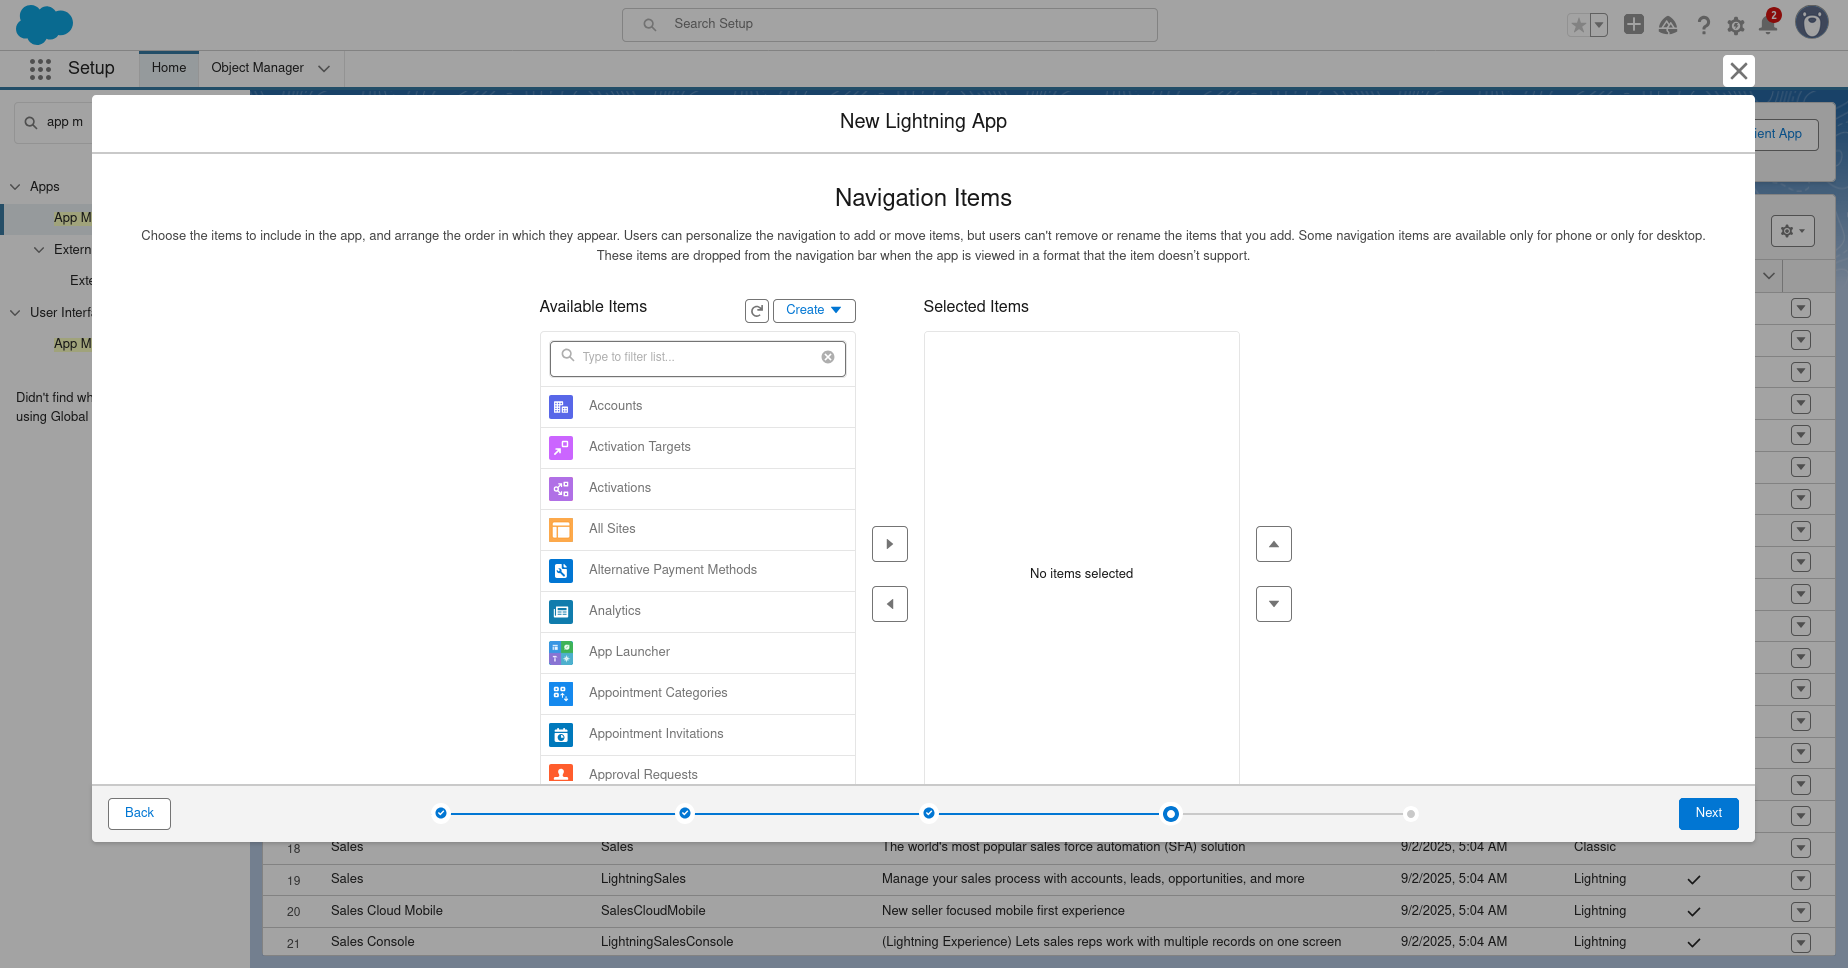 Search Setup
2
Setup
Home
Object Manager
app m
ient App
New Lightning App
Apps
App M
Extern
Exte
User Interf
App M
Didn't find wh
using Global
Navigation Items
Choose the items to include in the app, and arrange the order in which they appear. Users can personalize the navigation to add or move items, but users can't remove or rename the items that you add. Some navigation items are available only for phone or only for desktop.
These items are dropped from the navigation bar when the app is viewed in a format that the item doesn't support.
Available Items
Create
Selected Items
Type to filter list...
Accounts
Activation Targets
Activations
All Sites
Alternative Payment Methods
Analytics
App Launcher
Appointment Categories
Appointment Invitations
Approval Requests
No items selected
Back
Next
18 Sales Sales The world's most popular sales force automation (SFA) solution 9/2/2025, 5:04 AM Classic
19 Sales LightningSales Manage your sales process with accounts, leads, opportunities, and more 9/2/2025, 5:04 AM Lightning
20 Sales Cloud Mobile SalesCloudMobile New seller focused mobile first experience 9/2/2025, 5:04 AM Lightning
21 Sales Console LightningSalesConsole (Lightning Experience) Lets sales reps work with multiple records on one screen 9/2/2025, 5:04 AM Lightning